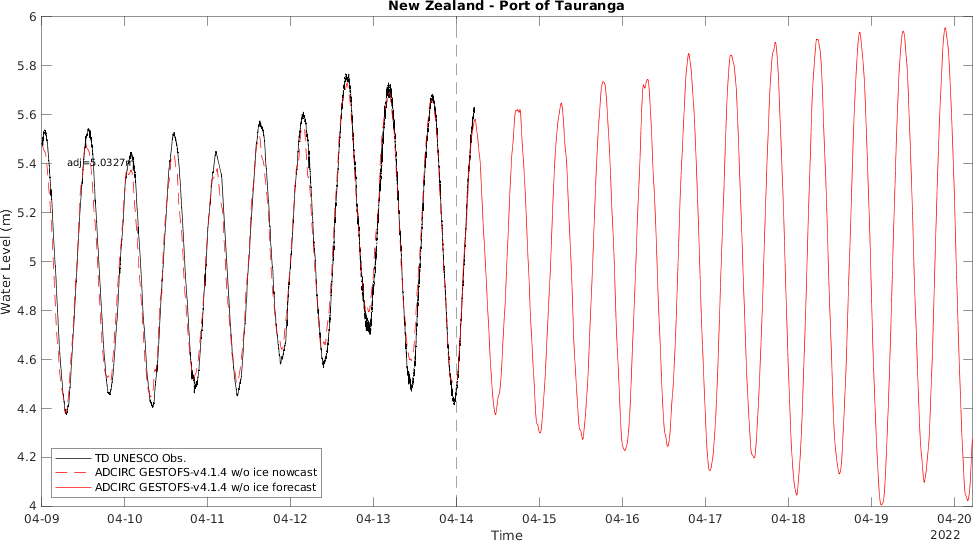 New Zealand - Port of Tauranga
Water Level (m)
6
5.8
5.6
5.4
5.2
5
4.8
4.6
4.4
4.2
4
adj=5.0327m
TD UNESCO Obs.
ADCIRC GESTOFS-v4.1.4 w/o ice nowcast
ADCIRC GESTOFS-v4.1.4 w/o ice forecast
04-09 04-10 04-11 04-12 04-13 04-14 04-15 04-16 04-17 04-18 04-19 04-20
Time
2022